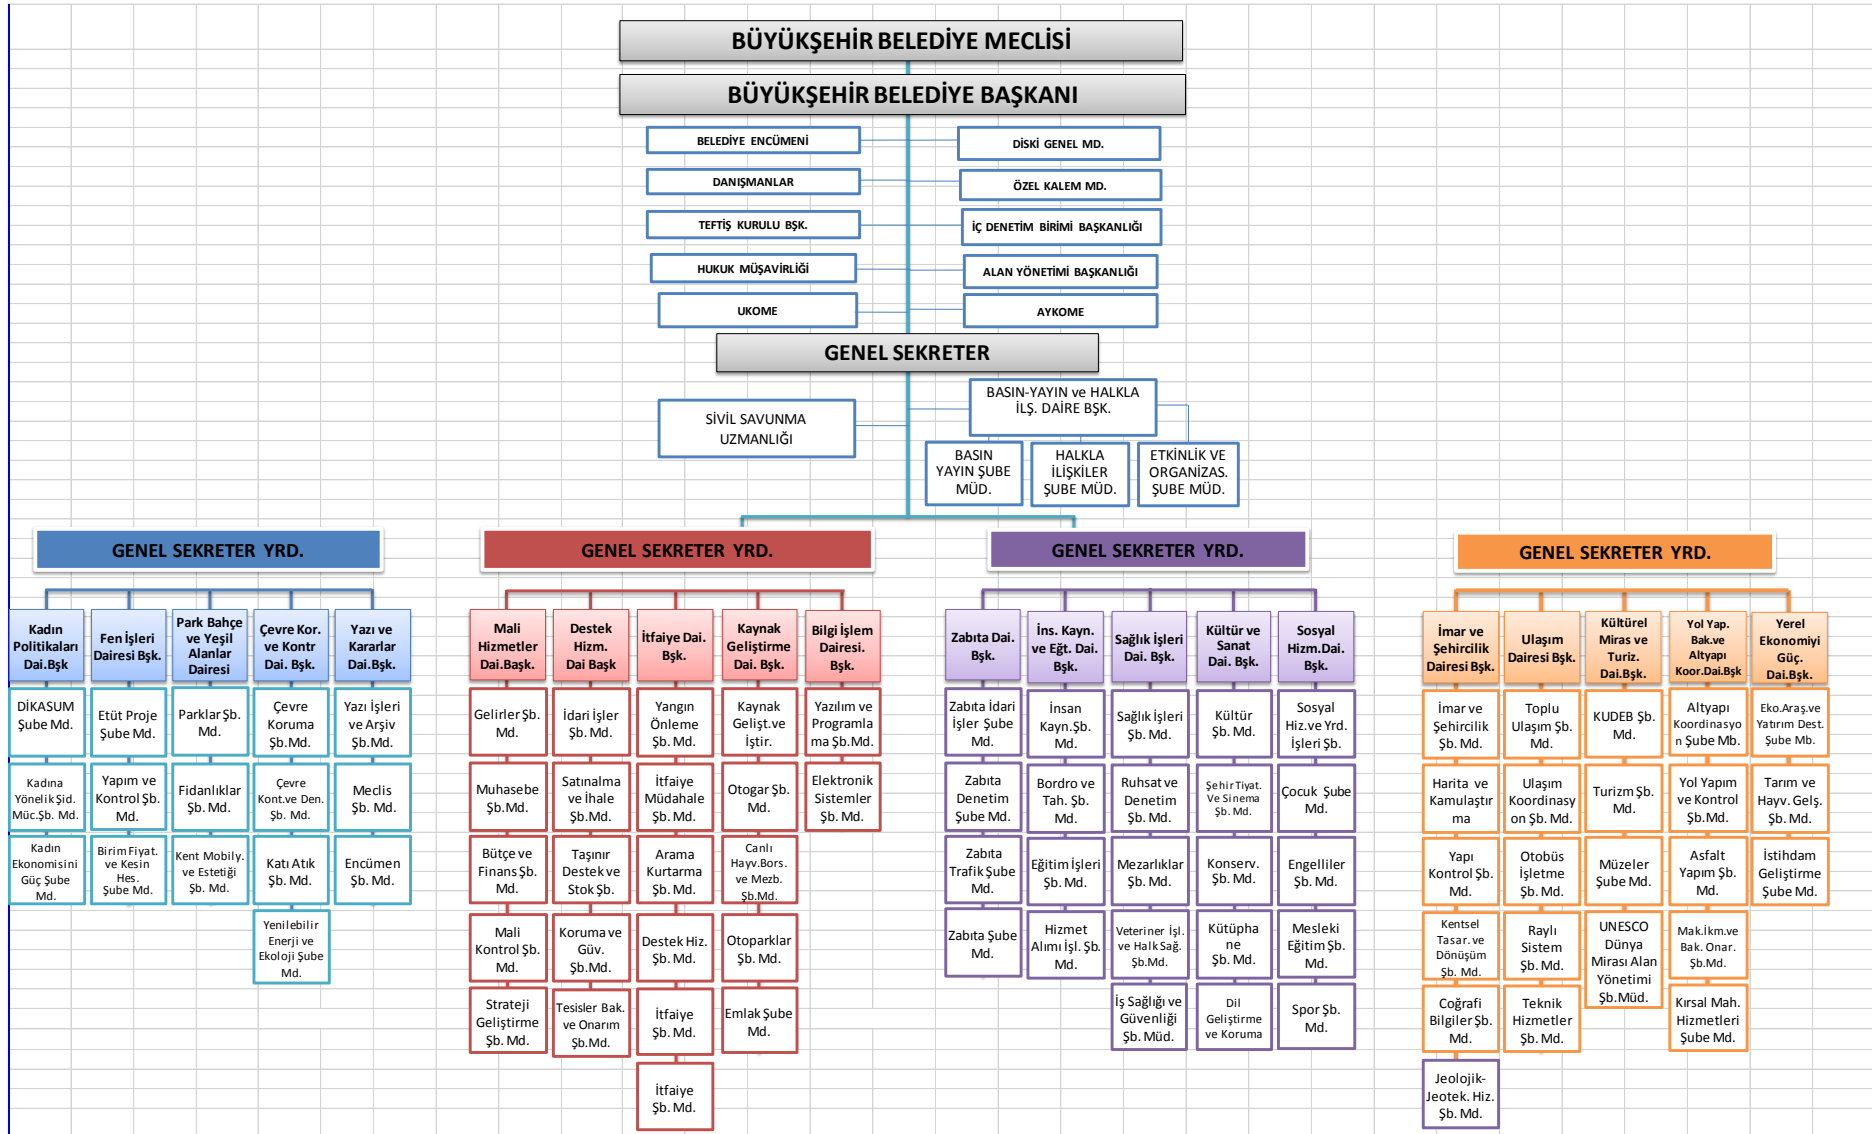 BÜYÜKŞEHİR BELEDİYE MECLİSİ
BÜYÜKŞEHİR BELEDİYE BAŞKANI
BELEDİYE ENCÜMENİ
DİSKİ GENEL MD.
DANIŞMANLAR
ÖZEL KALEM MD.
TEFTİŞ KURULU BŞK.
İÇ DENETİM BİRİMİ BAŞKANLIĞI
HUKUK MÜŞAVİRLİĞİ
ALAN YÖNETİMİ BAŞKANLIĞI
UKOME
AYKOME
GENEL SEKRETER
SİVİL SAVUNMA
UZMANLIĞI
BASIN-YAYIN ve HALKLA
İLŞ. DAİRE BŞK.
BASIN
YAYIN ŞUBE
MÜD.
HALKLA
İLİŞKİLER
ŞUBE MÜD.
ETKİNLİK VE
ORGANİZAS.
ŞUBE MÜD.
GENEL SEKRETER YRD.
Kadın
Politikaları
Dai.Bşk
DİKASUM
Şube Md.
Kadına
Yönelik Şid.
Müc.Şb. Md.
Kadın
Ekonomisini
Güç Şube
Md.
Fen İşleri
Dairesi Bşk.
Etüt Proje
Şube Md.
Yapım ve
Kontrol Şb.
Md.
Birim Fiyat.
ve Kesin
Hes.
Şube Md.
Park Bahçe
ve Yeşil
Alanlar
Dairesi
Parklar Şb.
Md.
Fidanlıklar
Şb. Md.
Kent Mobily.
ve Estetiği
Şb. Md.
Çevre Kor.
ve Kontr
Dai. Bşk.
Çevre
Koruma
Şb.Md.
Çevre
Kont.ve Den.
Şb. Md.
Katı Atık
Şb. Md.
Yenilebilir
Enerji ve
Ekoloji Şube
Md.
Yazı ve
Kararlar
Dai.Bşk.
Yazı İşleri
ve Arşiv
Şb.Md.
Meclis
Şb. Md.
Encümen
Şb. Md.
GENEL SEKRETER YRD.
Mali
Hizmetler
Dai.Başk.
Gelirler Şb.
Md.
Muhasebe
Şb.Md.
Bütçe ve
Finans Şb.
Md.
Mali
Kontrol Şb.
Md.
Strateji
Geliştirme
Şb. Md.
Destek
Hizm.
Dai Başk
İdari İşler
Şb. Md.
Satınalma
ve İhale
Şb.Md.
Taşınır
Destek ve
Stok Şb.
Koruma ve
Güv.
Şb.Md.
Tesisler Bak.
ve Onarım
Şb.Md.
İtfaiye Dai.
Bşk.
Yangın
Önleme
Şb. Md.
İtfaiye
Müdahale
Şb. Md.
Arama
Kurtarma
Şb. Md.
Destek Hiz.
Şb. Md.
İtfaiye
Şb. Md.
İtfaiye
Şb. Md.
Kaynak
Geliştirme
Dai. Bşk.
Kaynak
Gelişt.ve
İştir.
Otogar Şb.
Md.
Canlı
Hayv.Bors.
ve Mezb.
Şb.Md.
Otoparklar
Şb. Md.
Emlak Şube
Md.
Bilgi İşlem
Dairesi.
Bşk.
Yazılım ve
Programla
ma Şb.Md.
Elektronik
Sistemler
Şb. Md.
GENEL SEKRETER YRD.
Zabıta Dai.
Bşk.
Zabıta İdari
İşler Şube
Md.
Zabıta
Denetim
Şube Md.
Zabıta
Trafik Şube
Md.
Zabıta Şube
Md.
İns. Kayn.
ve Eğt. Dai.
Bşk.
İnsan
Kayn.Şb.
Md.
Bordro ve
Tah. Şb.
Md.
Eğitim İşleri
Şb. Md.
Hizmet
Alımı İşl. Şb.
Md.
Sağlık İşleri
Dai. Bşk.
Sağlık İşleri
Şb. Md.
Ruhsat ve
Denetim
Şb. Md.
Mezarlıklar
Şb. Md.
Veteriner İşl.
ve Halk Sağ.
Şb.Md.
İş Sağlığı ve
Güvenliği
Şb. Müd.
Kültür ve
Sanat
Dai. Bşk.
Kültür
Şb. Md.
Şehir Tiyat.
Ve Sinema
Şb. Md.
Konserv.
Şb. Md.
Kütüpha
ne Şb.
Md.
Dil
Geliştirme
ve Koruma
Sosyal
Hizm.Dai.
Bşk.
Sosyal
Hiz.ve Yrd.
İşleri Şb.
Çocuk Şube
Md.
Engelliler
Şb. Md.
Mesleki
Eğitim Şb.
Md.
Spor Şb.
Md.
GENEL SEKRETER YRD.
İmar ve
Şehircilik
Dairesi Bşk.
İmar ve
Şehircilik
Şb. Md.
Harita ve
Kamulaştır
ma
Yapı
Kontrol Şb.
Md.
Kentsel
Tasar. ve
Dönüşüm
Şb. Md.
Coğrafi
Bilgiler Şb.
Md.
Jeolojik-
Jeotek. Hiz.
Şb. Md.
Ulaşım
Dairesi Bşk.
Toplu
Ulaşım Şb.
Md.
Ulaşım
Koordinasy
on Şb. Md.
Otobüs
İşletme
Şb. Md.
Raylı
Sistem
Şb. Md.
Teknik
Hizmetler
Şb. Md.
Kültürel
Miras ve
Turiz.
Dai.Bşk.
KUDEB Şb.
Md.
Turizm Şb.
Md.
Müzeler
Şube Md.
UNESCO
Dünya
Mirası Alan
Yönetimi
Şb.Müd.
Yol Yap.
Bak.ve
Altyapı
Koor.Dai.Bşk
Altyapı
Koordinasyo
n Şube Mb.
Yol Yapım
ve Kontrol
Şb.Md.
Asfalt
Yapım Şb.
Md.
Mak.İkm.ve
Bak. Onar.
Şb.Md.
Kırsal Mah.
Hizmetleri
Şube Md.
Yerel
Ekonomiyi
Güç.
Dai.Bşk.
Eko.Araş.ve
Yatırım Dest.
Şube Mb.
Tarım ve
Hayv. Gelş.
Şb. Md.
İstihdam
Geliştirme
Şube Md.